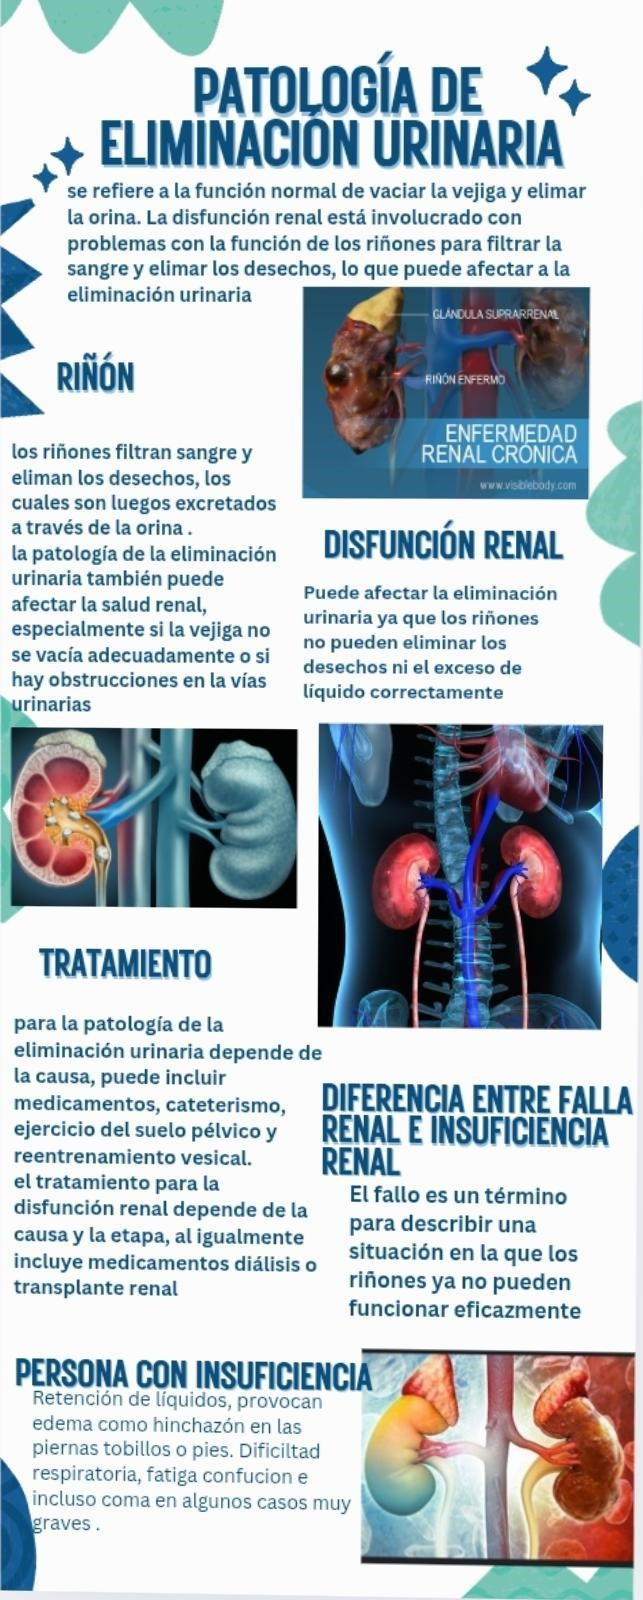 PATOLOGÍA DE
ELIMINACIÓN URINARIA
se refiere a la función normal de vaciar la vejiga y elimar
la orina. La disfunción renal está involucrado con
problemas con la función de los riñones para filtrar la
sangre y elimar los desechos, lo que puede afectar a la
eliminación urinaria
GLÁNDULA SUPRARRENAL
RIÑÓN ENFERMO
ENFERMEDAD
RENAL CRÓNICA
www.visiblebody.com
RIÑÓN
los riñones filtran sangre y
eliman los desechos, los
cuales son luegos excretados
a través de la orina .
la patología de la eliminación
urinaria también puede
afectar la salud renal,
especialmente si la vejiga no
se vacía adecuadamente o si
hay obstrucciones en la vías
urinarias
DISFUNCIÓN RENAL
Puede afectar la eliminación
urinaria ya que los riñones
no pueden eliminar los
desechos ni el exceso de
líquido correctamente
TRATAMIENTO
para la patología de la
eliminación urinaria depende de
la causa, puede incluir
medicamentos, cateterismo,
ejercicio del suelo pélvico y
reentrenamiento vesical.
el tratamiento para la
disfunción renal depende de la
causa y la etapa, al igualmente
incluye medicamentos diálisis o
transplante renal
DIFERENCIA ENTRE FALLA
RENAL E INSUFICIENCIA
RENAL
El fallo es un término
para describir una
situación en la que los
riñones ya no pueden
funcionar eficazmente
PERSONA CON INSUFICIENCIA
Retención de líquidos, provocan
edema como hinchazón en las
piernas tobillos o pies. Dificiltad
respiratoria, fatiga confucion e
incluso coma en algunos casos muy
graves .